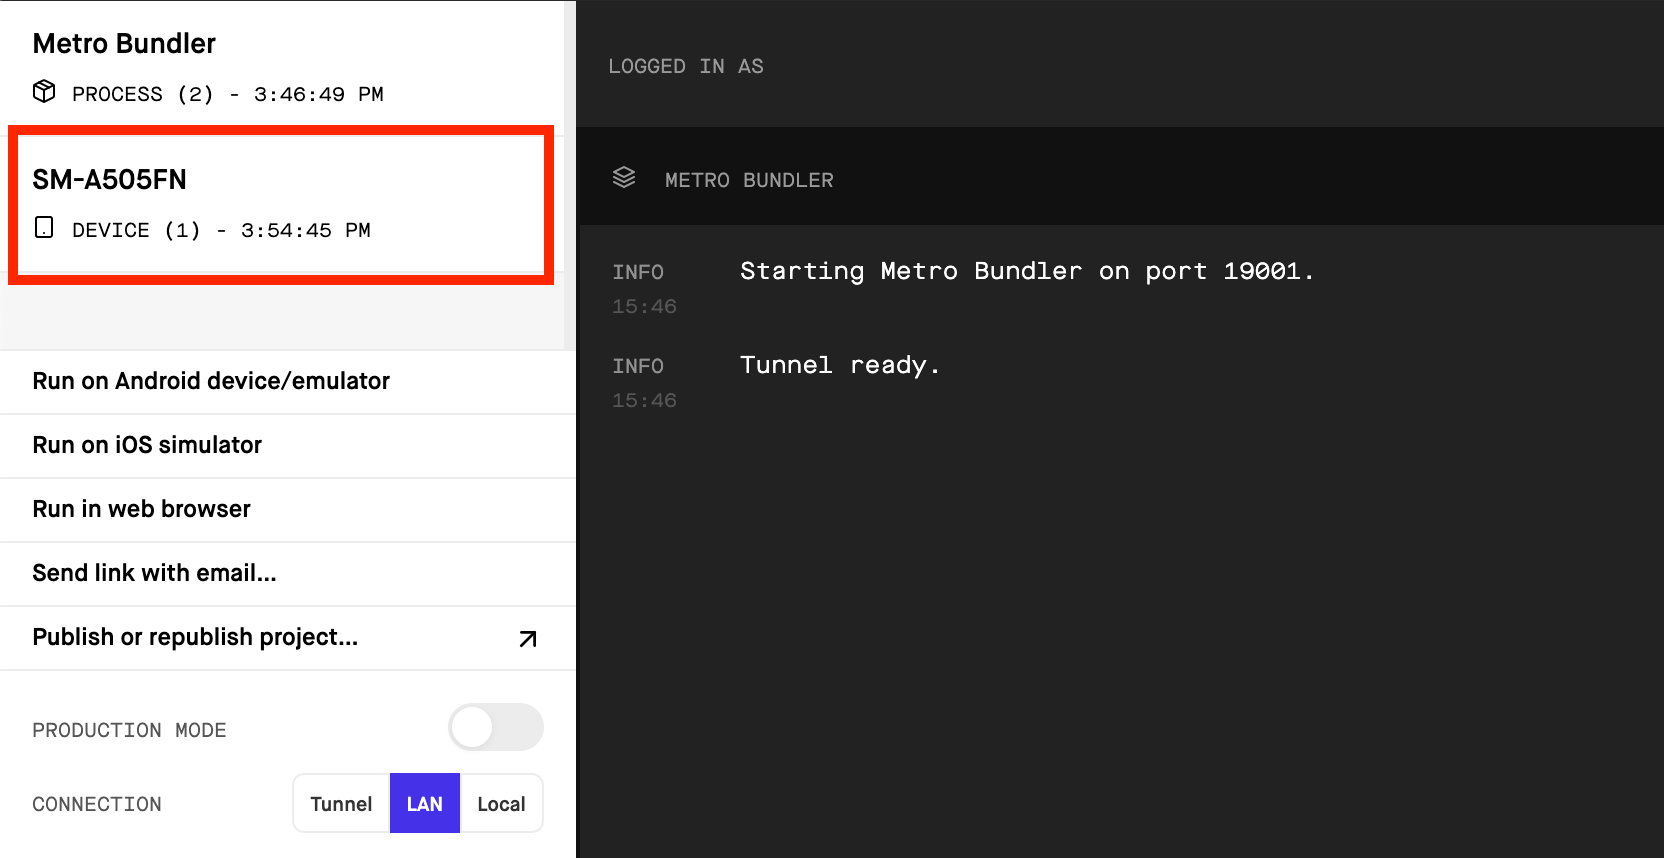 Metro Bundler
PROCESS (2) - 3:46:49 PM
SM-A505FN
DEVICE (1) - 3:54:45 PM
Run on Android device/emulator
Run on iOS simulator
Run in web browser
Send link with email...
Publish or republish project...
PRODUCTION MODE
CONNECTION Tunnel LAN Local
LOGGED IN AS
METRO BUNDLER
INFO Starting Metro Bundler on port 19001.
15:46
INFO Tunnel ready.
15:46